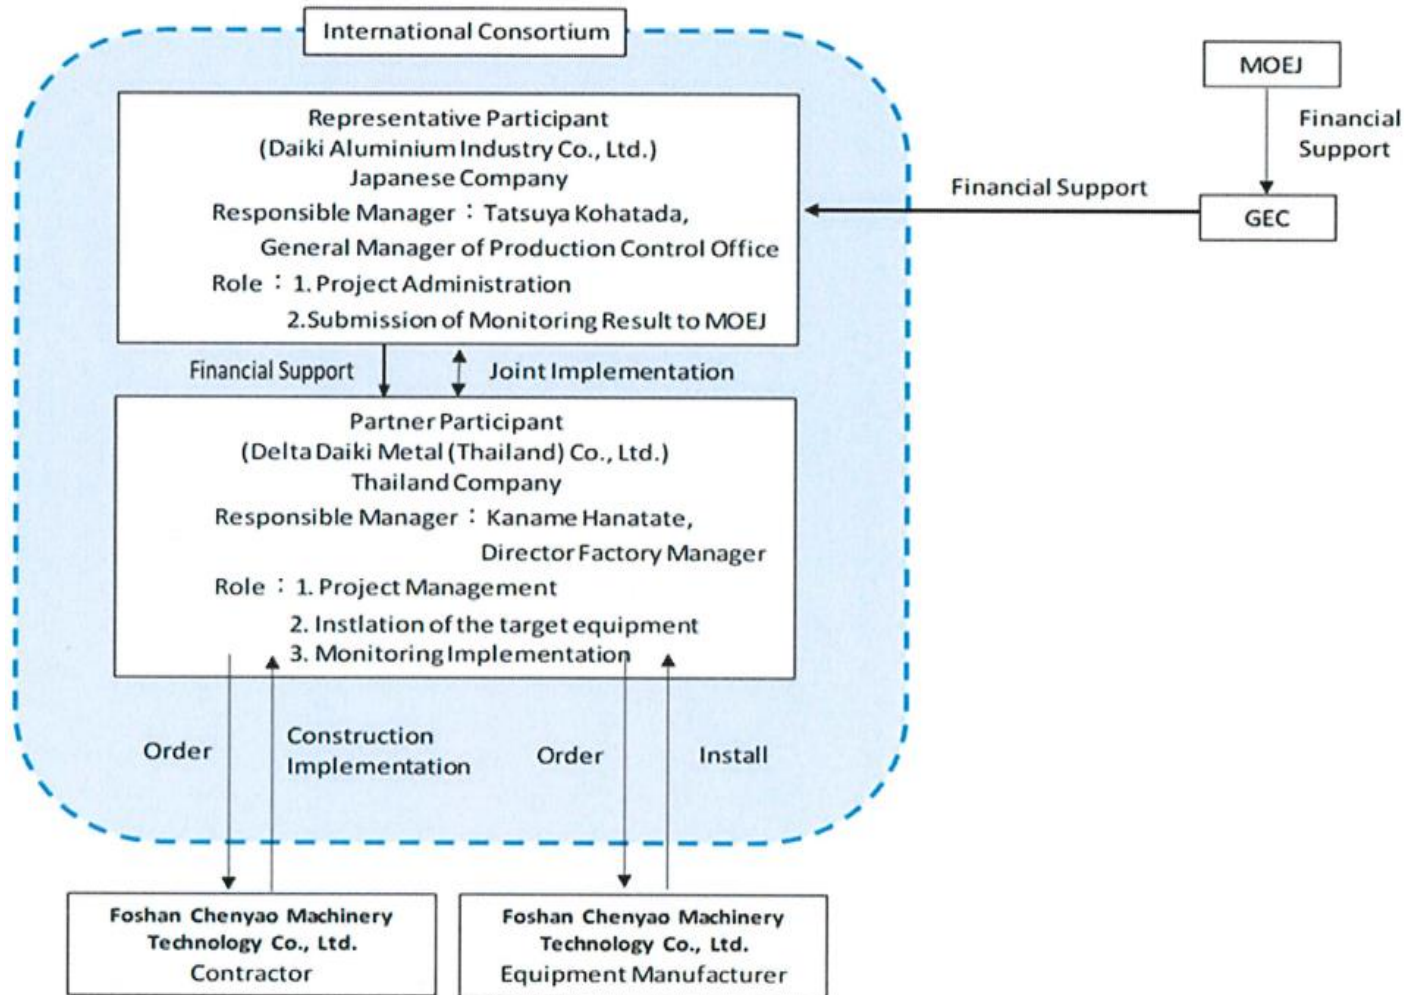 International Consortium
MOEJ
Financial
Support
GEC
Financial Support
Representative Participant
(Daiki Aluminium Industry Co., Ltd.)
Japanese Company
Responsible Manager：Tatsuya Kohatada,
General Manager of Production Control Office
Role：1. Project Administration
2.Submission of Monitoring Result to MOEJ
Financial Support
Joint Implementation
Partner Participant
(Delta Daiki Metal (Thailand) Co., Ltd.)
Thailand Company
Responsible Manager：Kaname Hanatate,
Director Factory Manager
Role：1. Project Management
2. Instlation of the target equipment
3. Monitoring Implementation
Order
Construction
Implementation
Order
Install
Foshan Chenyao Machinery
Technology Co., Ltd.
Contractor
Foshan Chenyao Machinery
Technology Co., Ltd.
Equipment Manufacturer